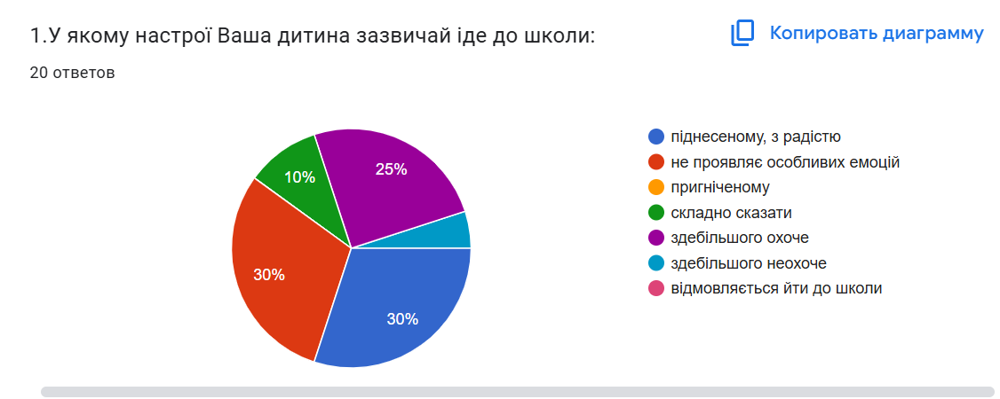 1.У якому настрої Ваша дитина зазвичай іде до школи:
Копировать диаграмму
20 ответов
піднесеному, з радістю
не проявляє особливих емоцій
пригніченому
складно сказати
здебільшого охоче
здебільшого неохоче
відмовляється йти до школи
10%
25%
30%
30%